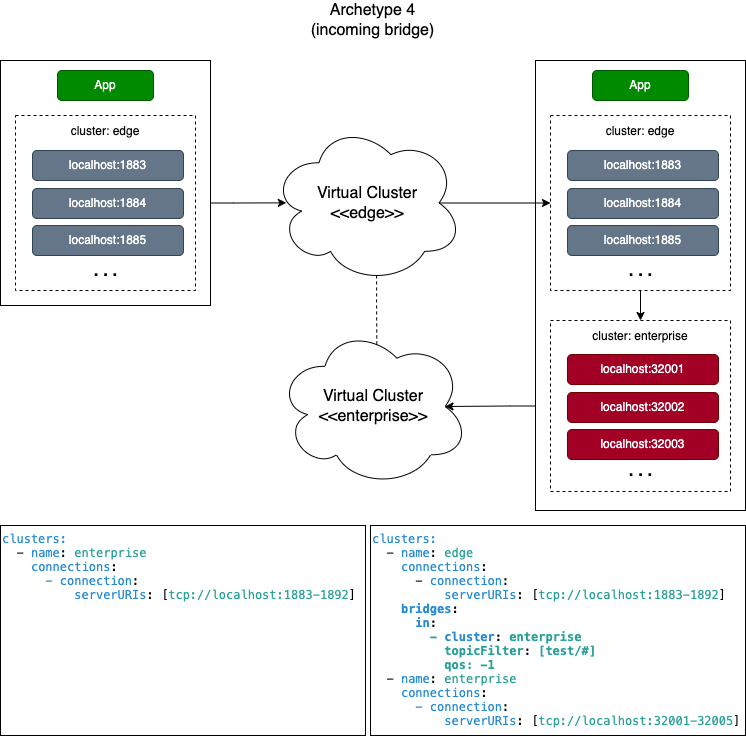 Archetype 4
(incoming bridge)
App
cluster: edge
localhost:1883
localhost:1884
localhost:1885
...
Virtual Cluster
<<edge>>
Virtual Cluster
<<enterprise>>
App
cluster: edge
localhost:1883
localhost:1884
localhost:1885
...
cluster: enterprise
localhost:32001
localhost:32002
localhost:32003
...
clusters:
  - name: enterprise
    connections:
      - connection:
          serverURIs: [tcp://localhost:1883-1892]
clusters:
  - name: edge
    connections:
      - connection:
          serverURIs: [tcp://localhost:1883-1892]
    bridges:
      in:
        - cluster: enterprise
          topicFilter: [test/#]
          qos: -1
  - name: enterprise
    connections:
      - connection:
          serverURIs: [tcp://localhost:32001-32005]